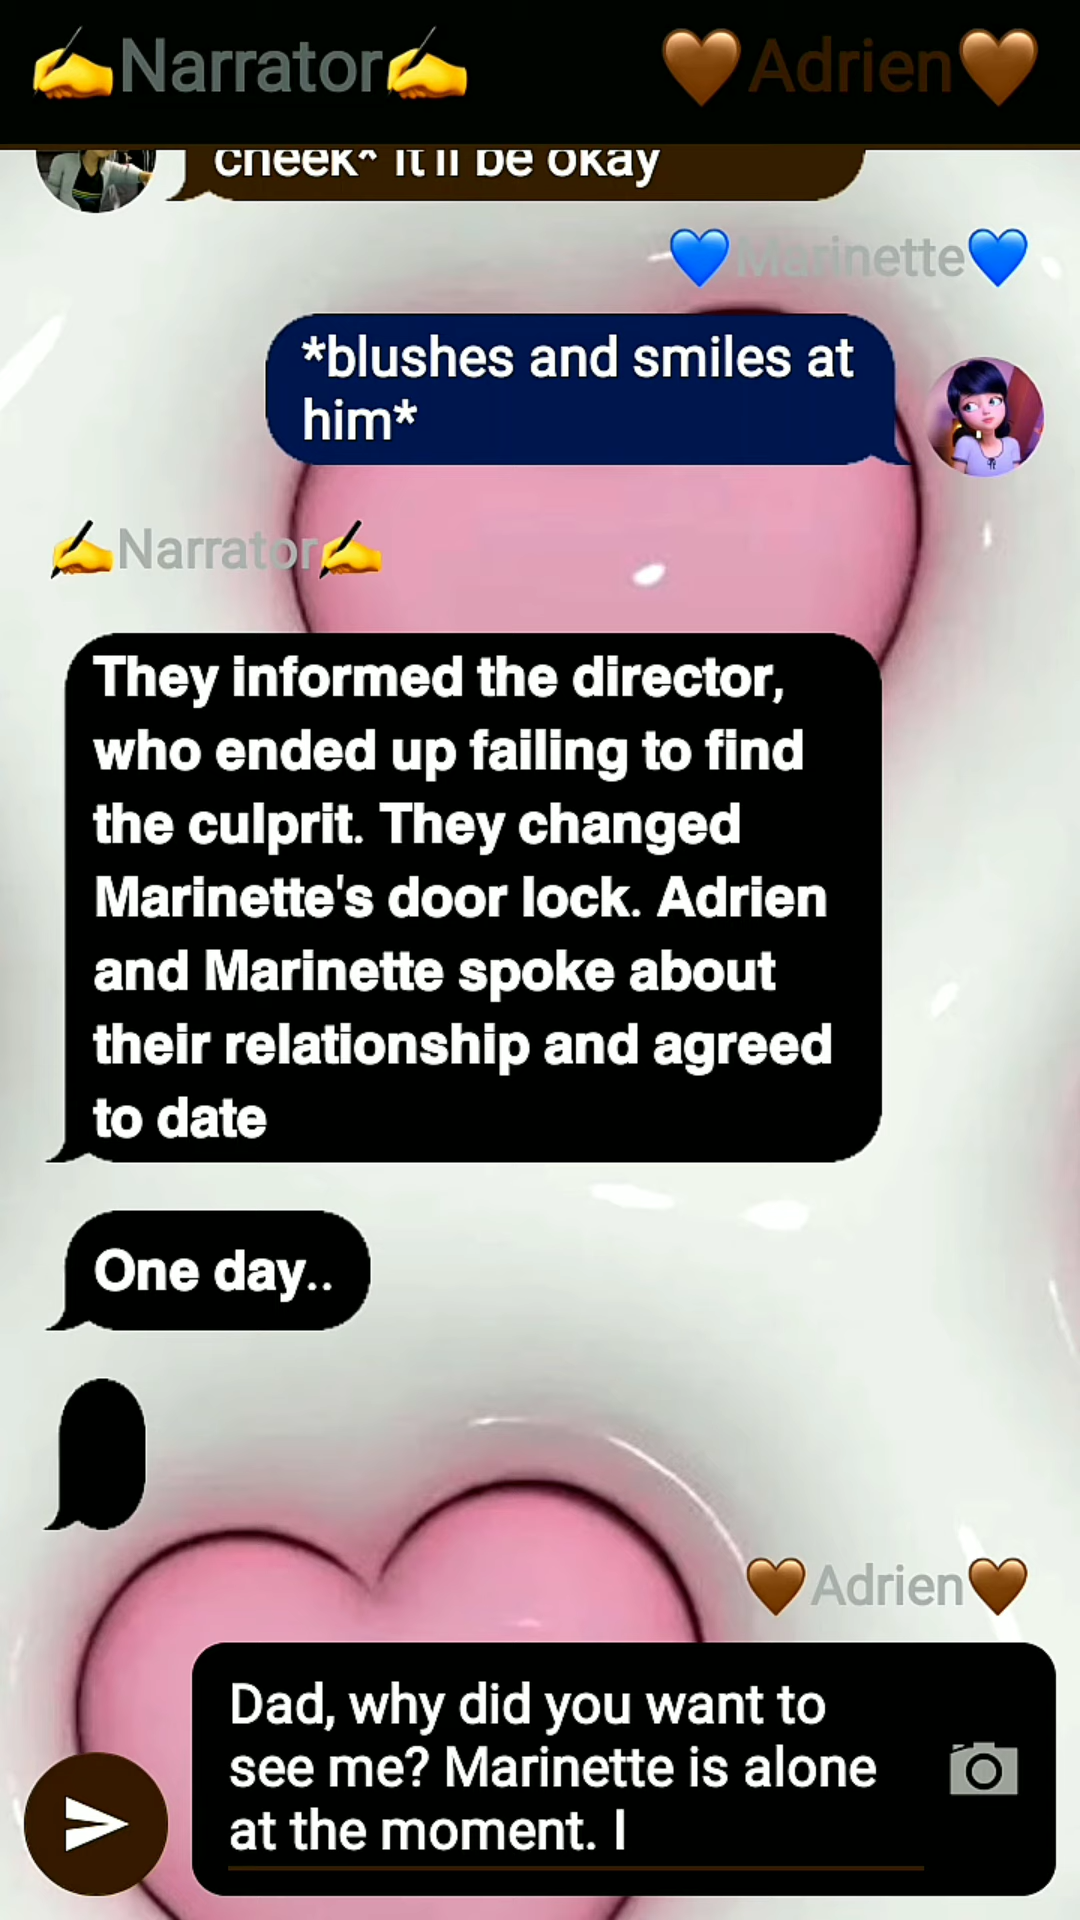 ✍Narrator✍ 🤎Adrien🤎
cheek* it'll be okay
💙Marinette💙
*blushes and smiles at
him*
✍Narrator✍
They informed the director,
who ended up failing to find
the culprit. They changed
Marinette's door lock. Adrien
and Marinette spoke about
their relationship and agreed
to date
One day..
🤎Adrien🤎
Dad, why did you want to
see me? Marinette is alone
at the moment. I